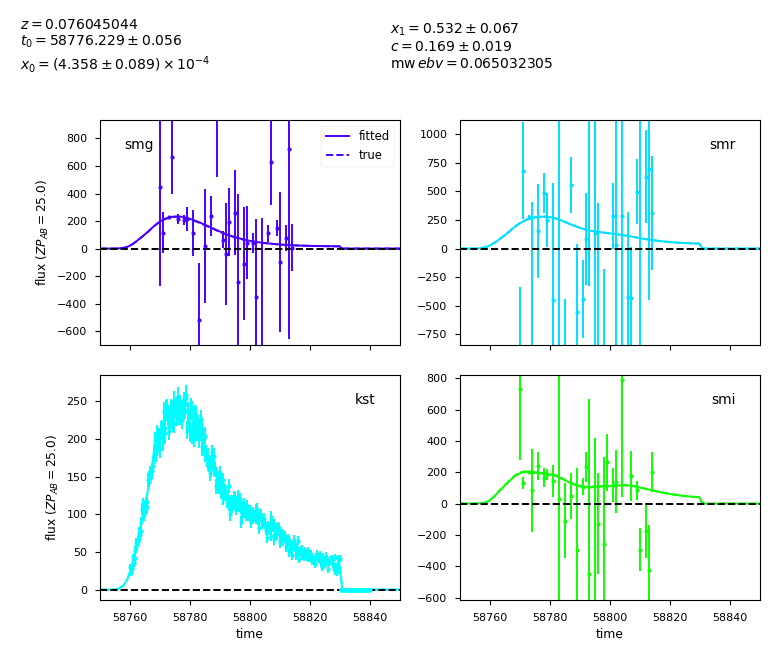 z = 0.076045044
t₀ = 58776.229 ± 0.056
x₀ = (4.358 ± 0.089) × 10⁻⁴
x₁ = 0.532 ± 0.067
c = 0.169 ± 0.019
mw ebv = 0.065032305
smg
fitted
true
flux (ZP_AB = 25.0)
800
600
400
200
0
−200
−400
−600
smr
1000
750
500
250
0
−250
−500
−750
kst
flux (ZP_AB = 25.0)
250
200
150
100
50
0
58760 58780 58800 58820 58840
time
smi
800
600
400
200
0
−200
−400
−600
58760 58780 58800 58820 58840
time